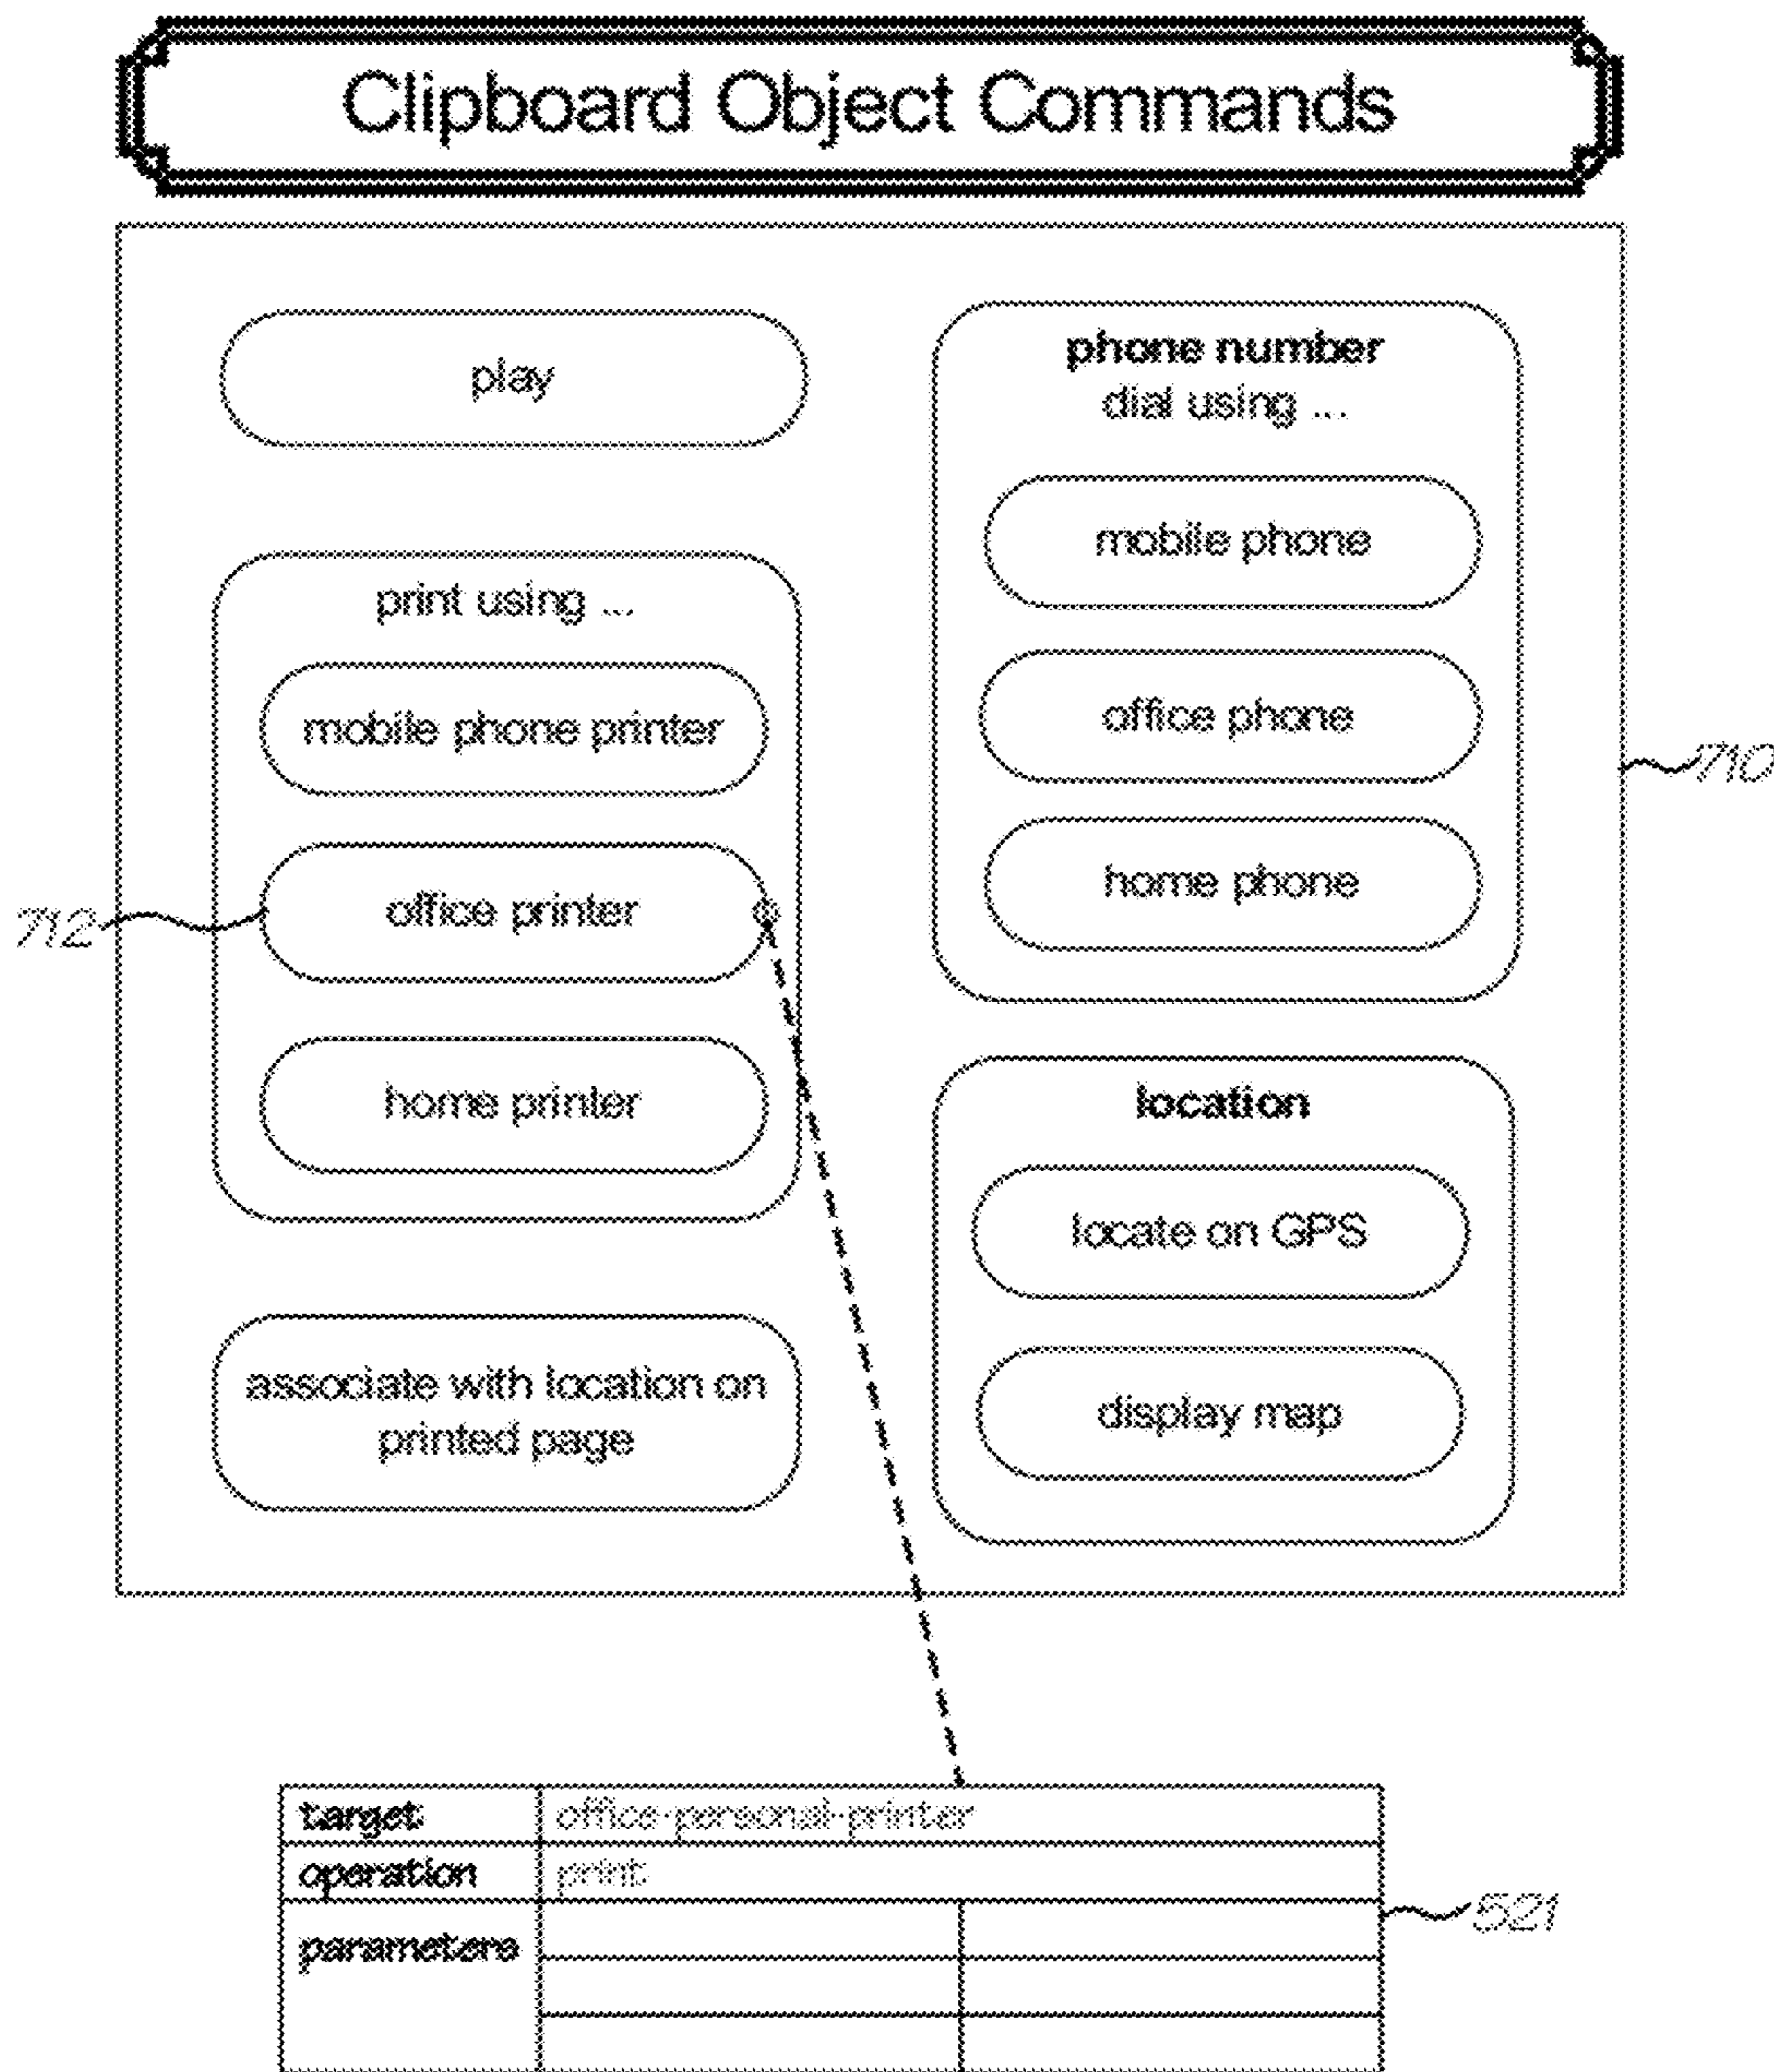 Clipboard Object Commands
play
print using ...
mobile phone printer
712
office printer
home printer
associate with location on
printed page
phone number
dial using ...
mobile phone
office phone
home phone
710
location
locate on GPS
display map
target office-personal-printer
operation print
parameters
521